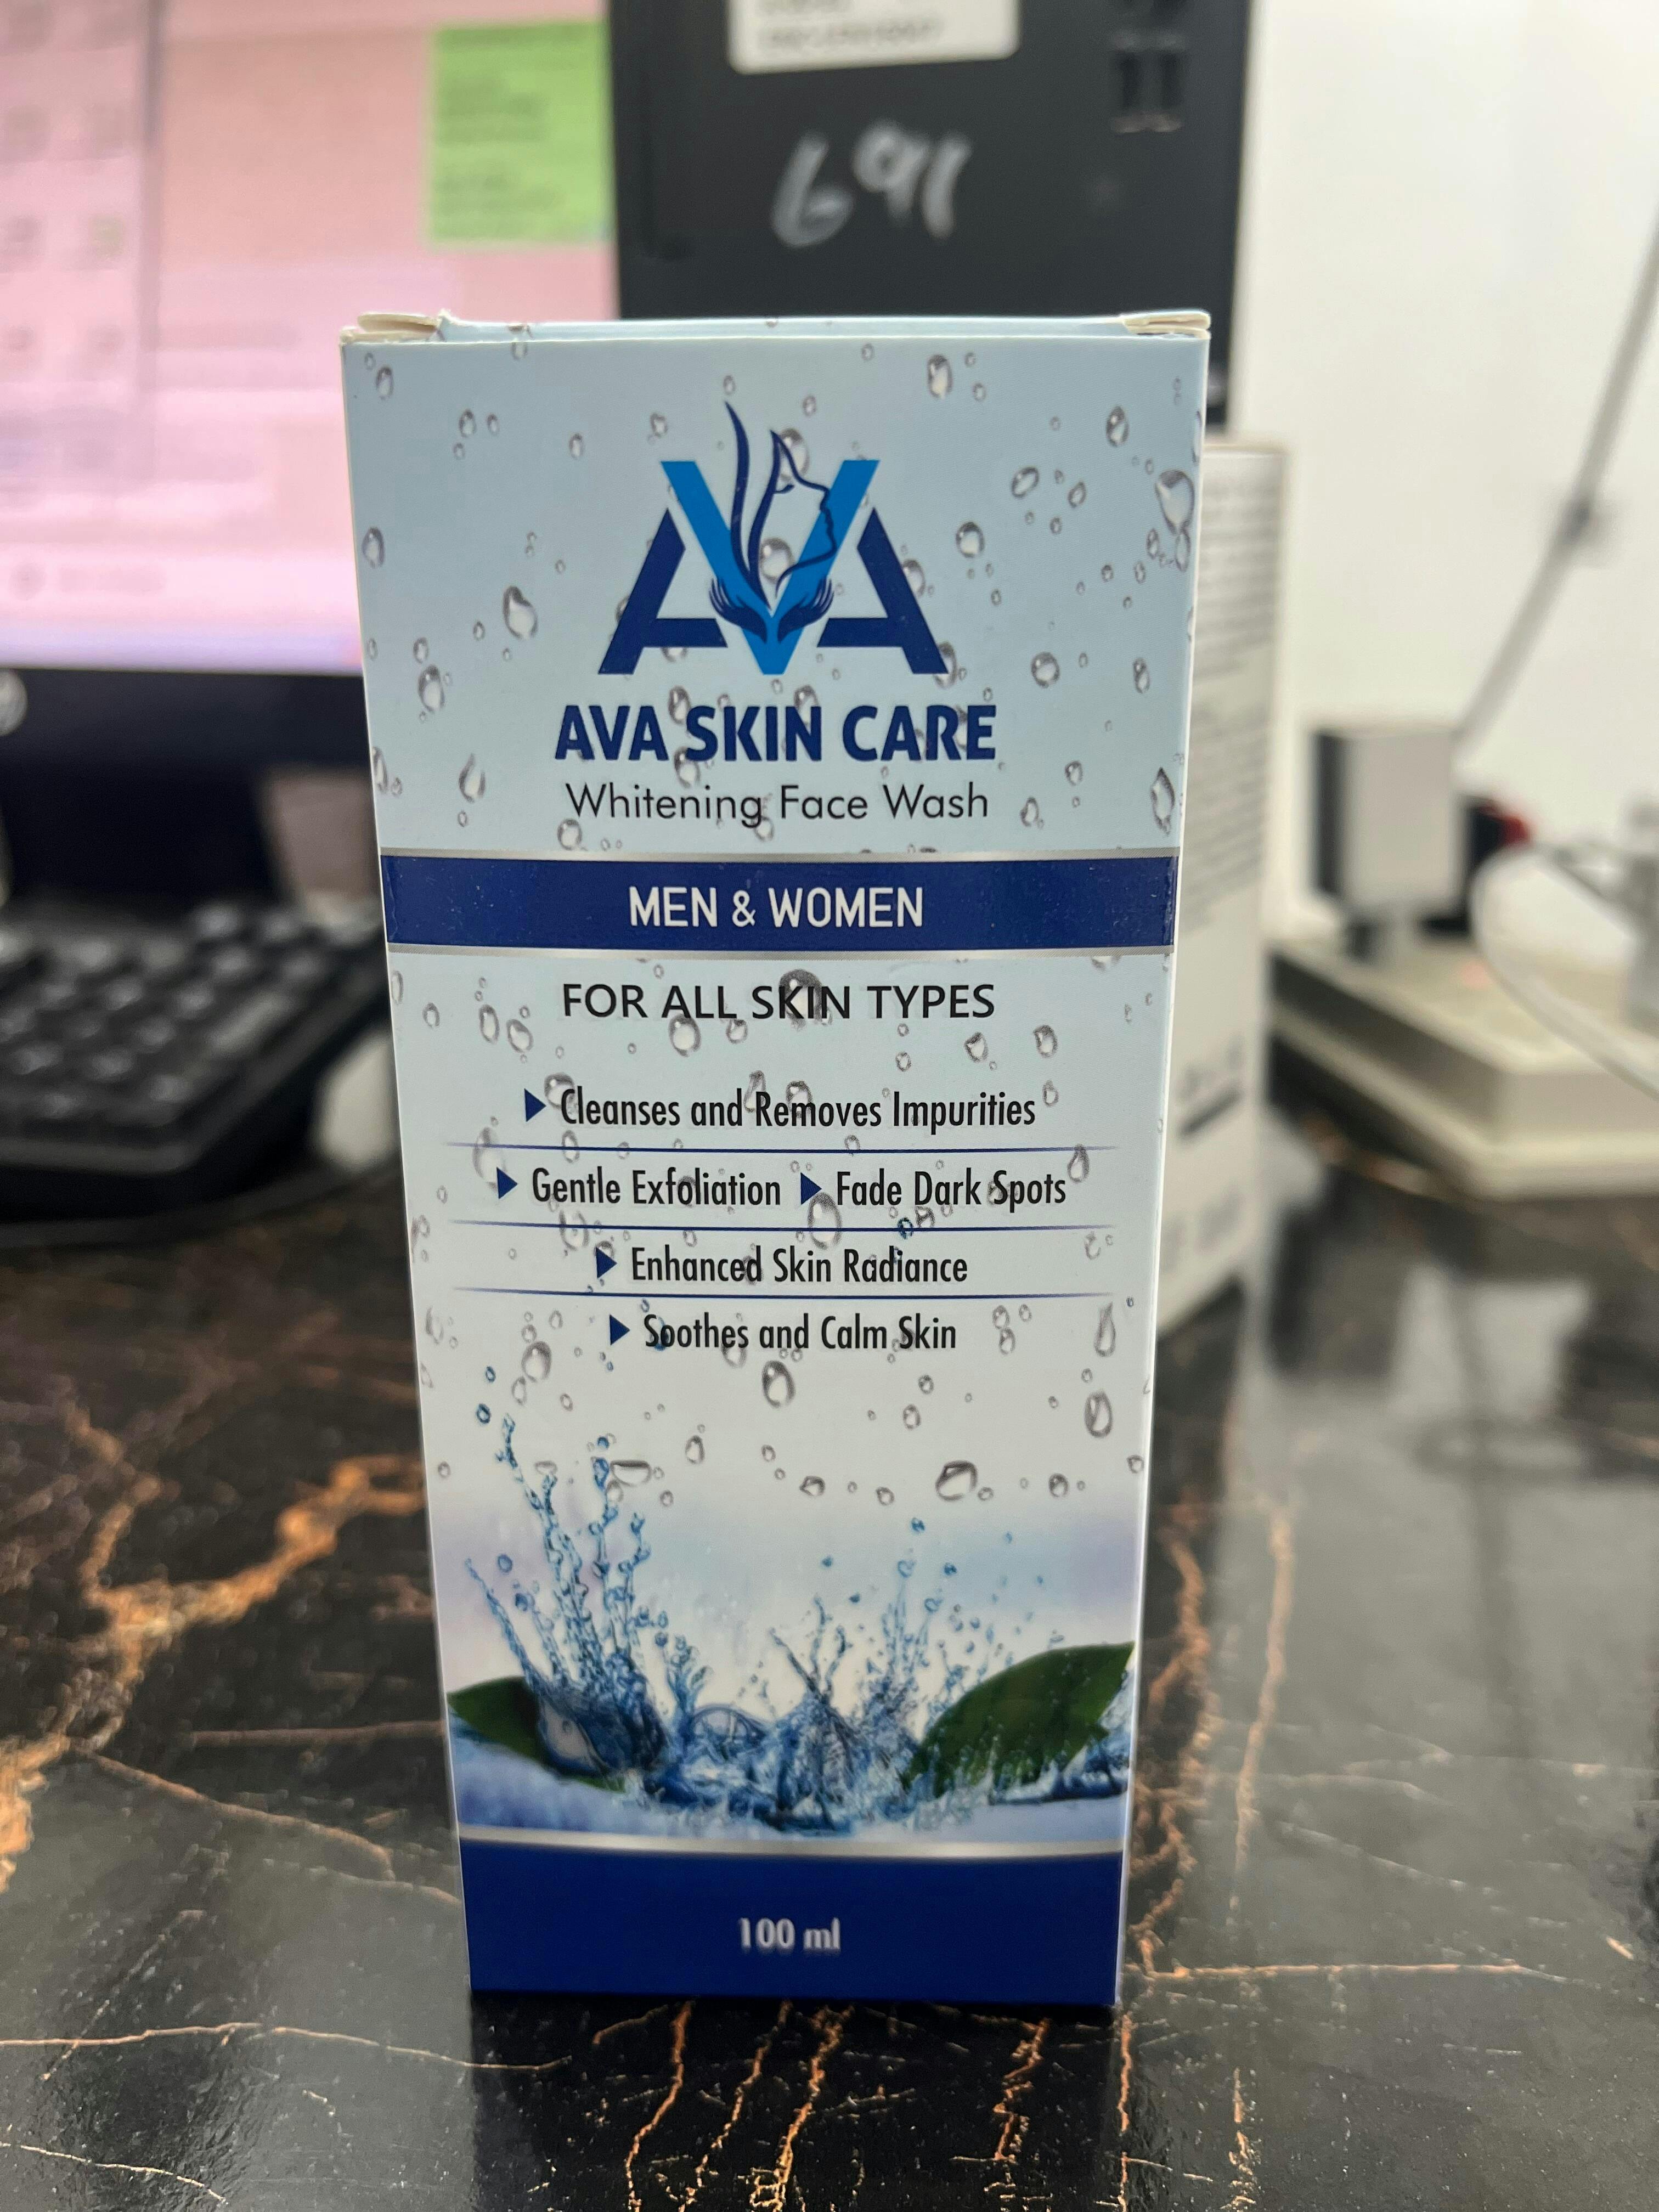 691
AVA
AVA SKIN CARE
Whitening Face Wash
MEN & WOMEN
FOR ALL SKIN TYPES
Cleanses and Removes Impurities
Gentle Exfoliation Fade Dark Spots
Enhanced Skin Radiance
Soothes and Calm Skin
100 ml